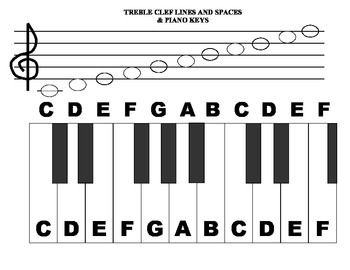 TREBLE CLEF LINES AND SPACES
& PIANO KEYS
C D E F G A B C D E F
C D E F G A B C D E F